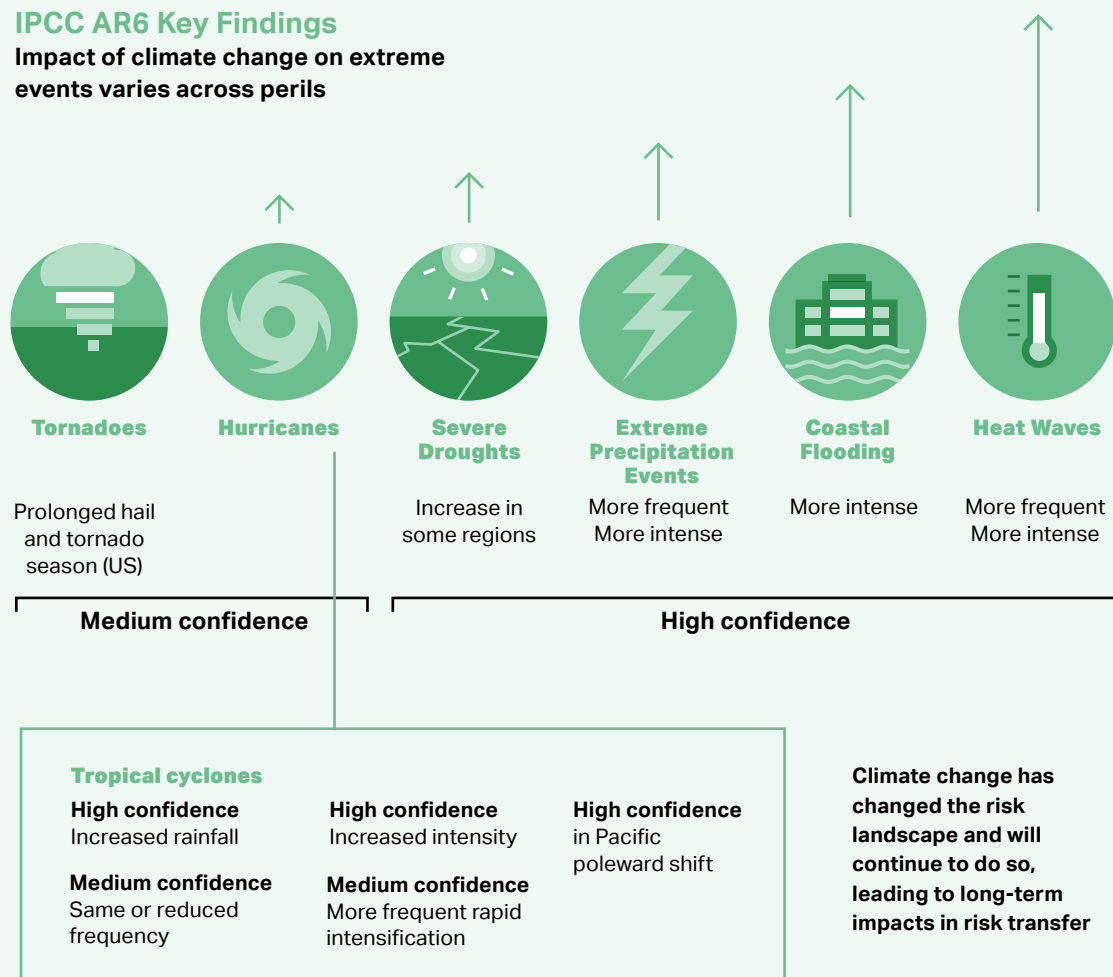 IPCC AR6 Key Findings
Impact of climate change on extreme
events varies across perils
Tornadoes
Prolonged hail
and tornado
season (US)
Hurricanes
Severe
Droughts
Increase in
some regions
Extreme
Precipitation
Events
More frequent
More intense
Coastal
Flooding
More intense
Heat Waves
More frequent
More intense
Medium confidence
High confidence
Tropical cyclones
High confidence
Increased rainfall
Medium confidence
Same or reduced
frequency
High confidence
Increased intensity
Medium confidence
More frequent rapid
intensification
High confidence
in Pacific
poleward shift
Climate change has
changed the risk
landscape and will
continue to do so,
leading to long-term
impacts in risk transfer